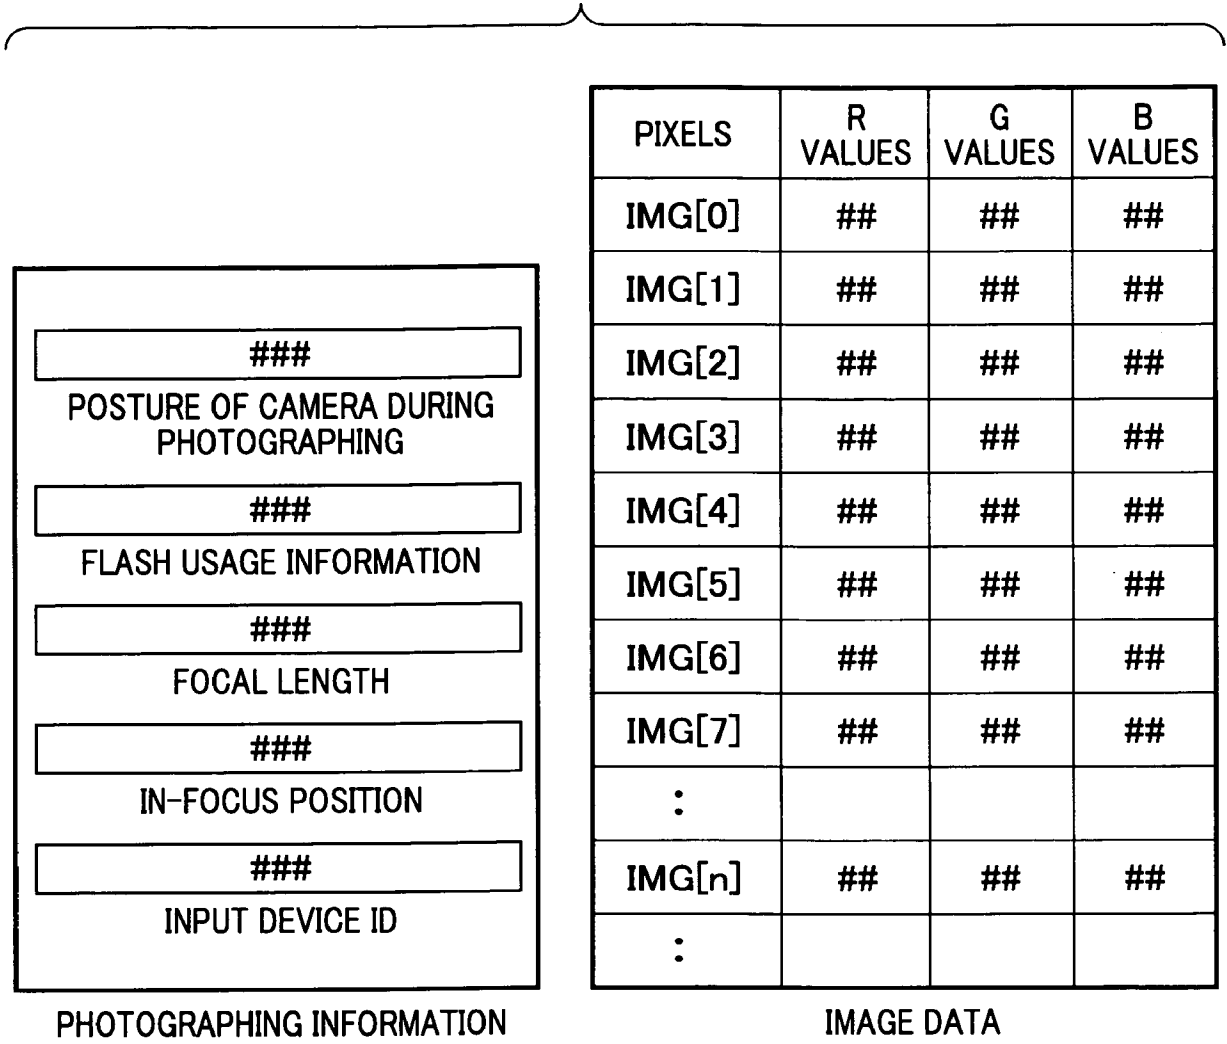 ###
POSTURE OF CAMERA DURING
PHOTOGRAPHING
###
FLASH USAGE INFORMATION
###
FOCAL LENGTH
###
IN-FOCUS POSITION
###
INPUT DEVICE ID
PHOTOGRAPHING INFORMATION
PIXELS R VALUES G VALUES B VALUES
IMG[0] ## ## ##
IMG[1] ## ## ##
IMG[2] ## ## ##
IMG[3] ## ## ##
IMG[4] ## ## ##
IMG[5] ## ## ##
IMG[6] ## ## ##
IMG[7] ## ## ##
:
IMG[n] ## ## ##
:
IMAGE DATA